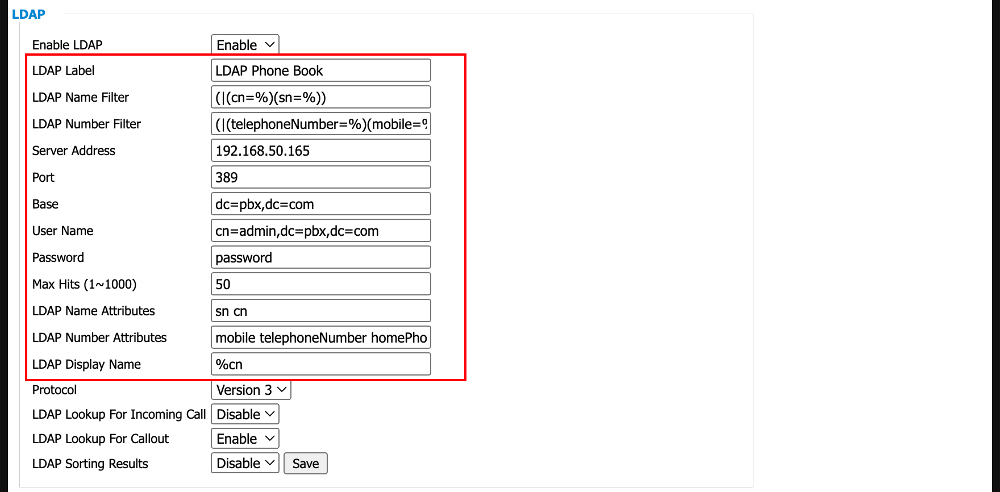 LDAP
Enable LDAP Enable
LDAP Label LDAP Phone Book
LDAP Name Filter (|(cn=%)(sn=%))
LDAP Number Filter (|(telephoneNumber=%)(mobile=%
Server Address 192.168.50.165
Port 389
Base dc=pbx,dc=com
User Name cn=admin,dc=pbx,dc=com
Password password
Max Hits (1~1000) 50
LDAP Name Attributes sn cn
LDAP Number Attributes mobile telephoneNumber homePho
LDAP Display Name %cn
Protocol Version 3
LDAP Lookup For Incoming Call Disable
LDAP Lookup For Callout Enable
LDAP Sorting Results Disable Save